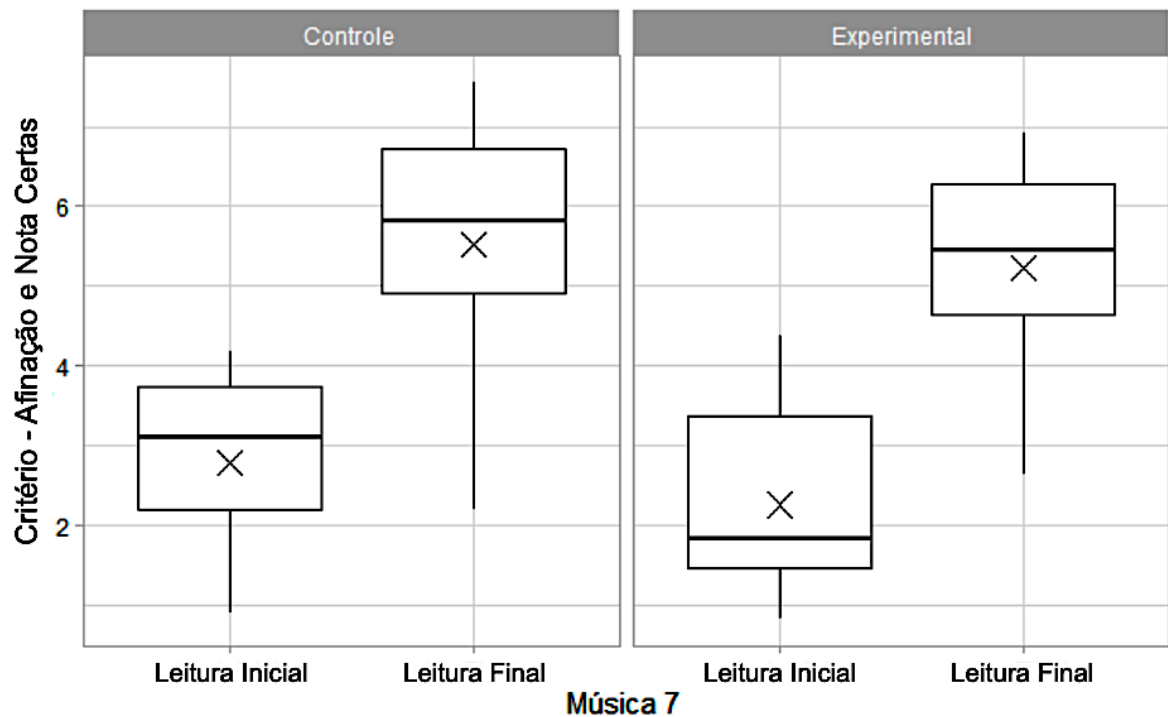 Controle
Experimental
Critério - Afinação e Nota Certas
6
4
2
Leitura Inicial
Leitura Final
Leitura Inicial
Leitura Final
Música 7